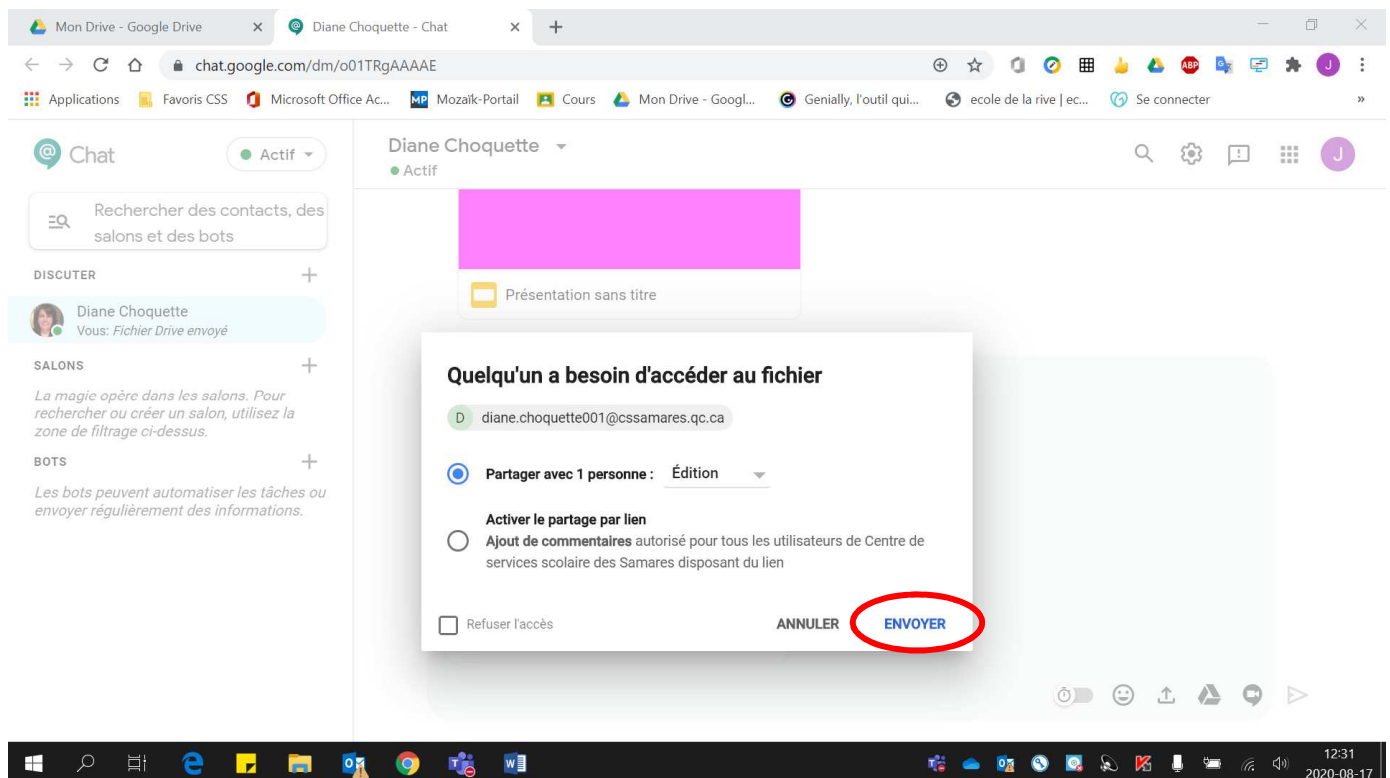 Mon Drive - Google Drive
Diane Choquette - Chat
chat.google.com/dm/o01TRgAAAAE
ABP
J
Applications
Favoris CSS
Microsoft Office Ac...
MP Mozaïk-Portail
Cours
Mon Drive - Googl...
Genially, l'outil qui...
ecole de la rive | ec...
Se connecter
»
Chat
Actif
Diane Choquette
Actif
J
Rechercher des contacts, des
salons et des bots
DISCUTER
Diane Choquette
Vous: Fichier Drive envoyé
SALONS
La magie opère dans les salons. Pour
rechercher ou créer un salon, utilisez la
zone de filtrage ci-dessus.
BOTS
Les bots peuvent automatiser les tâches ou
envoyer régulièrement des informations.
Présentation sans titre
Quelqu'un a besoin d'accéder au fichier
D diane.choquette001@cssamares.qc.ca
Partager avec 1 personne : Édition
Activer le partage par lien
Ajout de commentaires autorisé pour tous les utilisateurs de Centre de
services scolaire des Samares disposant du lien
Refuser l'accès
ANNULER
ENVOYER
12:31
2020-08-17